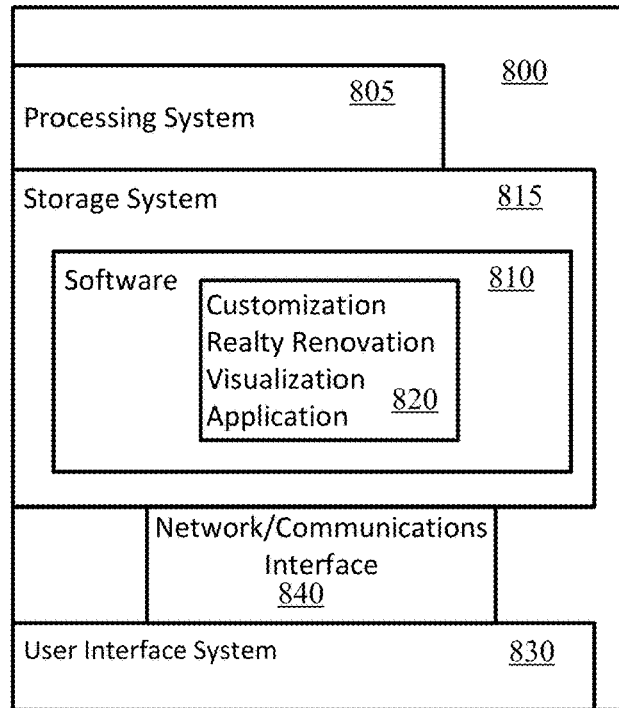 800
805
Processing System
Storage System 815
Software 810
Customization
Realty Renovation
Visualization
Application 820
Network/Communications
Interface
840
User Interface System 830